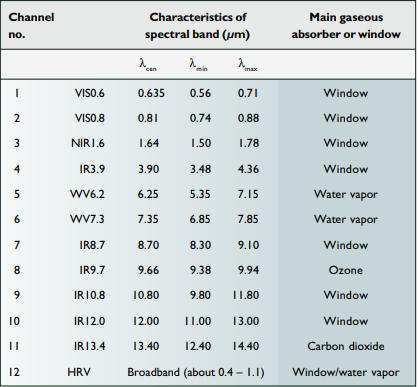 Channel no. Characteristics of spectral band (µm) Main gaseous absorber or window
λcen λmin λmax
1 VIS0.6 0.635 0.56 0.71 Window
2 VIS0.8 0.81 0.74 0.88 Window
3 NIR1.6 1.64 1.50 1.78 Window
4 IR3.9 3.90 3.48 4.36 Window
5 WV6.2 6.25 5.35 7.15 Water vapor
6 WV7.3 7.35 6.85 7.85 Water vapor
7 IR8.7 8.70 8.30 9.10 Window
8 IR9.7 9.66 9.38 9.94 Ozone
9 IR10.8 10.80 9.80 11.80 Window
10 IR12.0 12.00 11.00 13.00 Window
11 IR13.4 13.40 12.40 14.40 Carbon dioxide
12 HRV Broadband (about 0.4 – 1.1) Window/water vapor